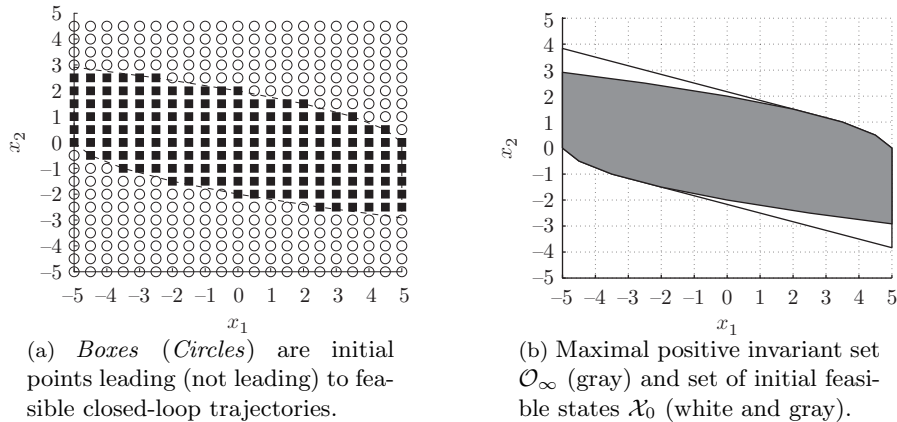 5
4
3
2
1
0
–1
–2
–3
–4
–5
x2
–5 –4 –3 –2 –1 0 1 2 3 4 5
x1
(a) Boxes (Circles) are initial
points leading (not leading) to fea-
sible closed-loop trajectories.
5
4
3
2
1
0
–1
–2
–3
–4
–5
x2
–5 –4 –3 –2 –1 0 1 2 3 4 5
x1
(b) Maximal positive invariant set
𝒪∞ (gray) and set of initial feasi-
ble states 𝒳0 (white and gray).